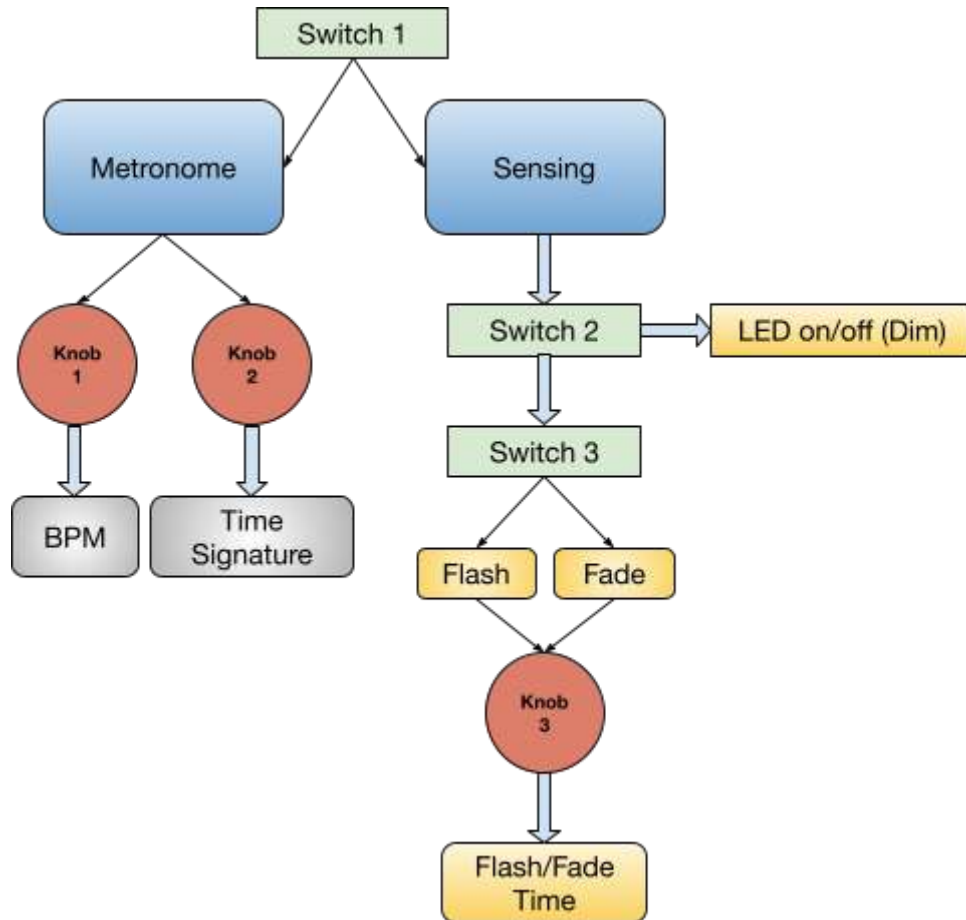 Switch 1
Metronome
Sensing
Knob
1
Knob
2
Switch 2
LED on/off (Dim)
Switch 3
BPM
Time
Signature
Flash
Fade
Knob
3
Flash/Fade
Time